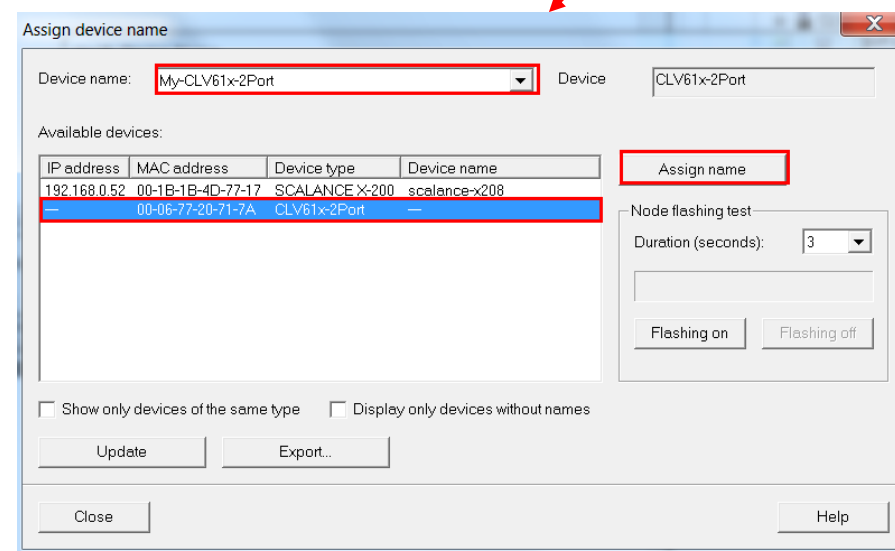 Assign device name
Device name: My-CLV61x-2Port Device CLV61x-2Port
Available devices:
IP address MAC address Device type Device name
192.168.0.52 00-1B-1B-4D-77-17 SCALANCE X-200 scalance-x208
— 00-06-77-20-71-7A CLV61x-2Port —
Assign name
Node flashing test
Duration (seconds): 3
Flashing on Flashing off
Show only devices of the same type Display only devices without names
Update Export...
Close Help